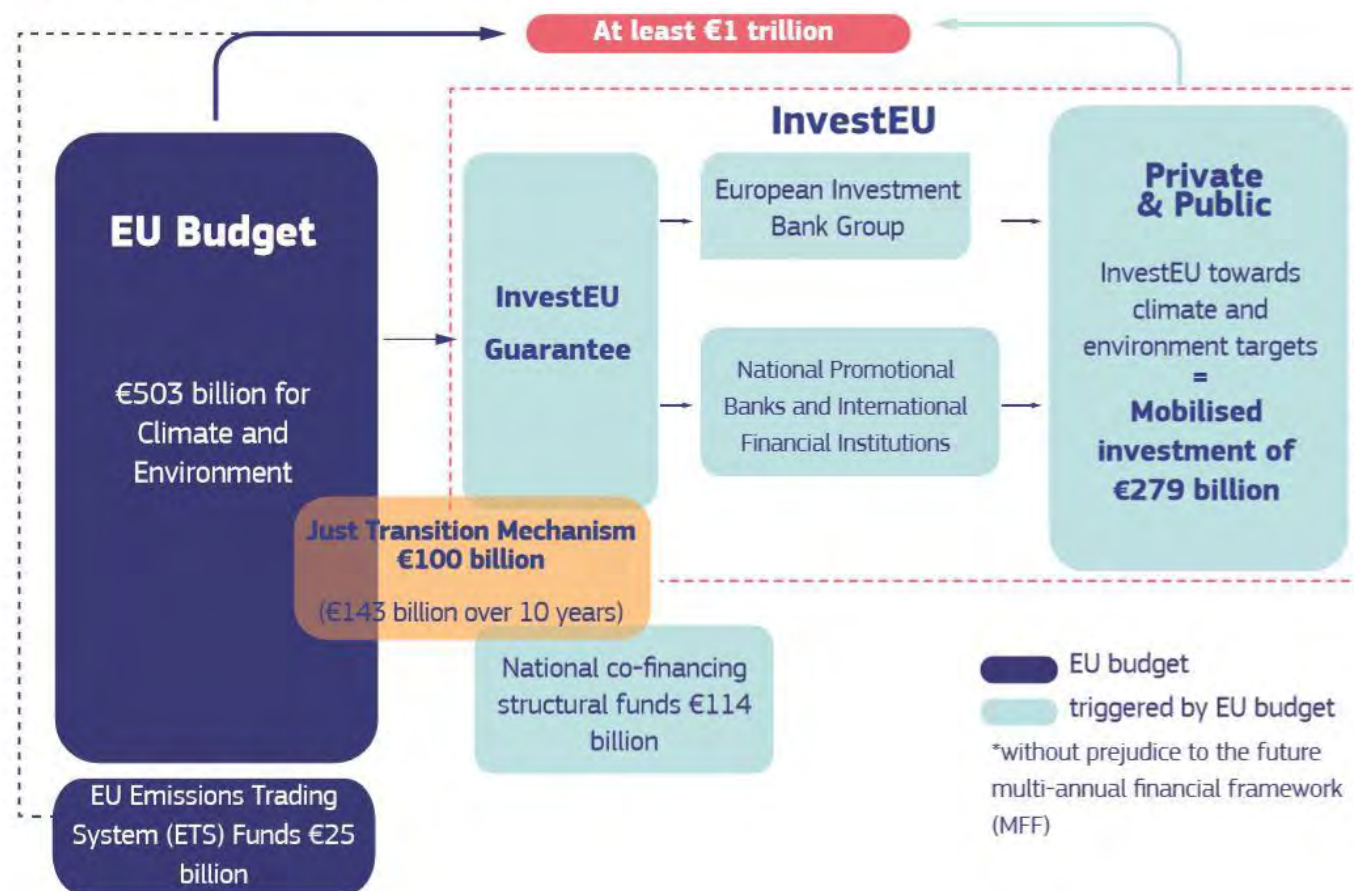 At least €1 trillion
EU Budget
€503 billion for
Climate and
Environment
InvestEU
InvestEU
Guarantee
European Investment
Bank Group
National Promotional
Banks and International
Financial Institutions
Private
& Public
InvestEU towards
climate and
environment targets
=
Mobilised
investment of
€279 billion
Just Transition Mechanism
€100 billion
(€143 billion over 10 years)
National co-financing
structural funds €114
billion
EU Emissions Trading
System (ETS) Funds €25
billion
EU budget
triggered by EU budget
*without prejudice to the future
multi-annual financial framework
(MFF)